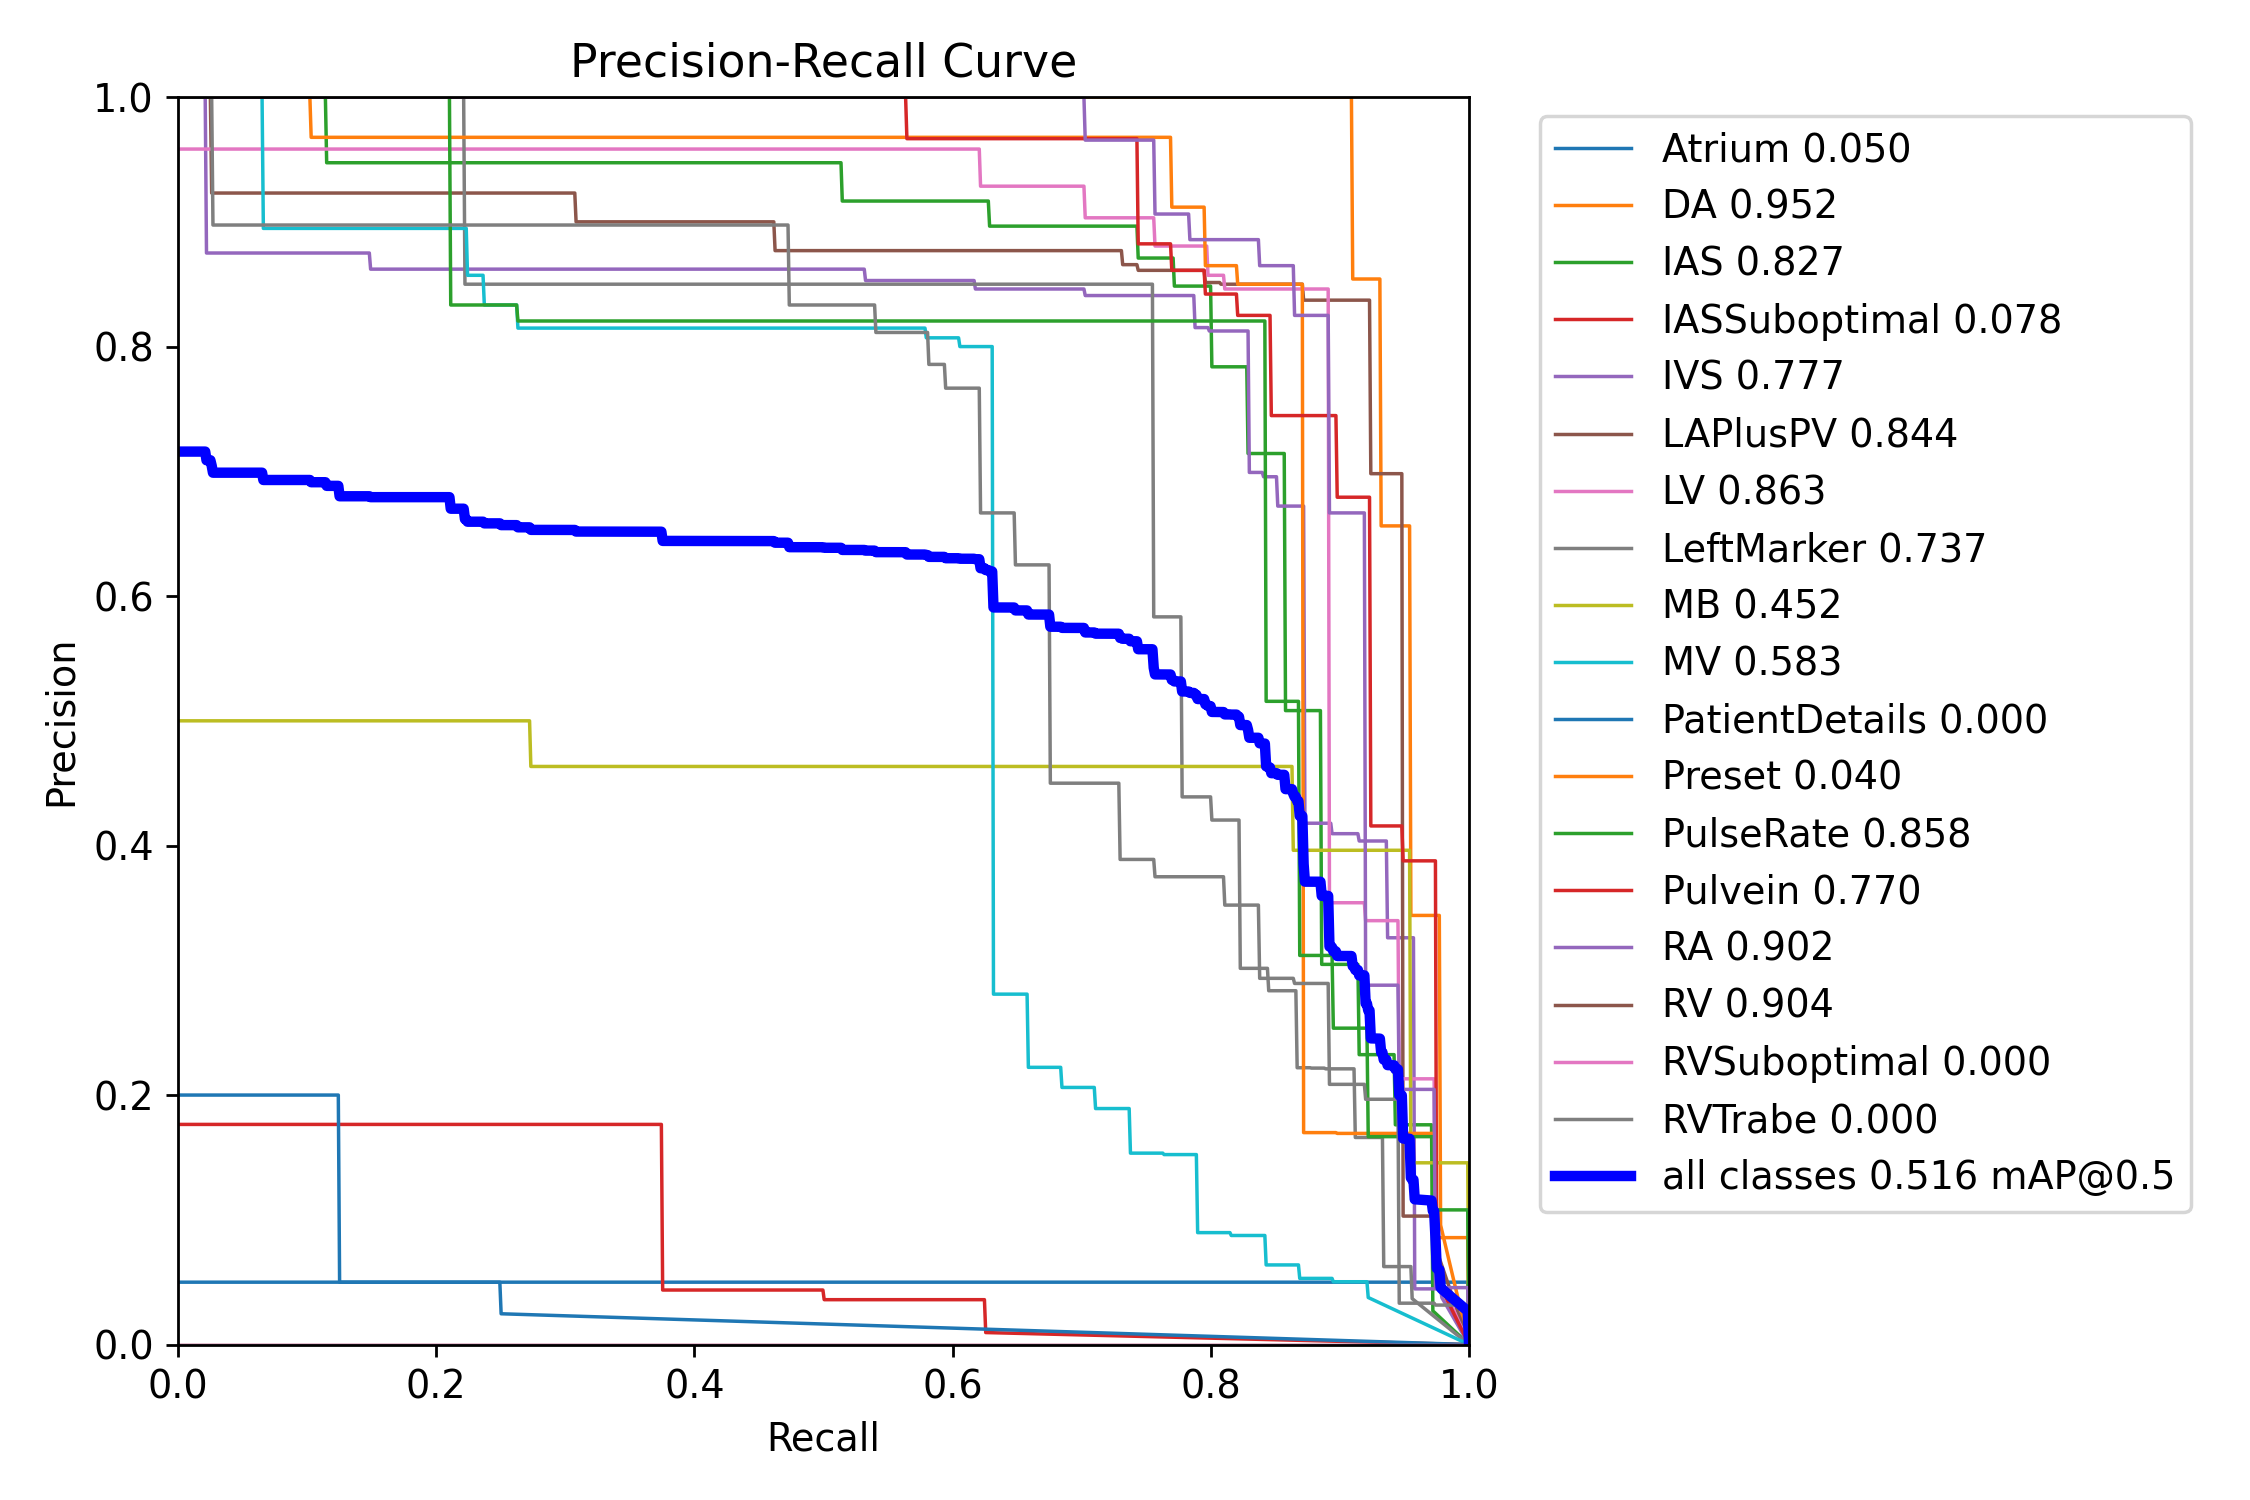 Precision-Recall Curve
1.0
0.8
0.6
0.4
0.2
0.0
Precision
0.0 0.2 0.4 0.6 0.8 1.0
Recall
Atrium 0.050
DA 0.952
IAS 0.827
IASSuboptimal 0.078
IVS 0.777
LAPlusPV 0.844
LV 0.863
LeftMarker 0.737
MB 0.452
MV 0.583
PatientDetails 0.000
Preset 0.040
PulseRate 0.858
Pulvein 0.770
RA 0.902
RV 0.904
RVSuboptimal 0.000
RVTrabe 0.000
all classes 0.516 mAP@0.5